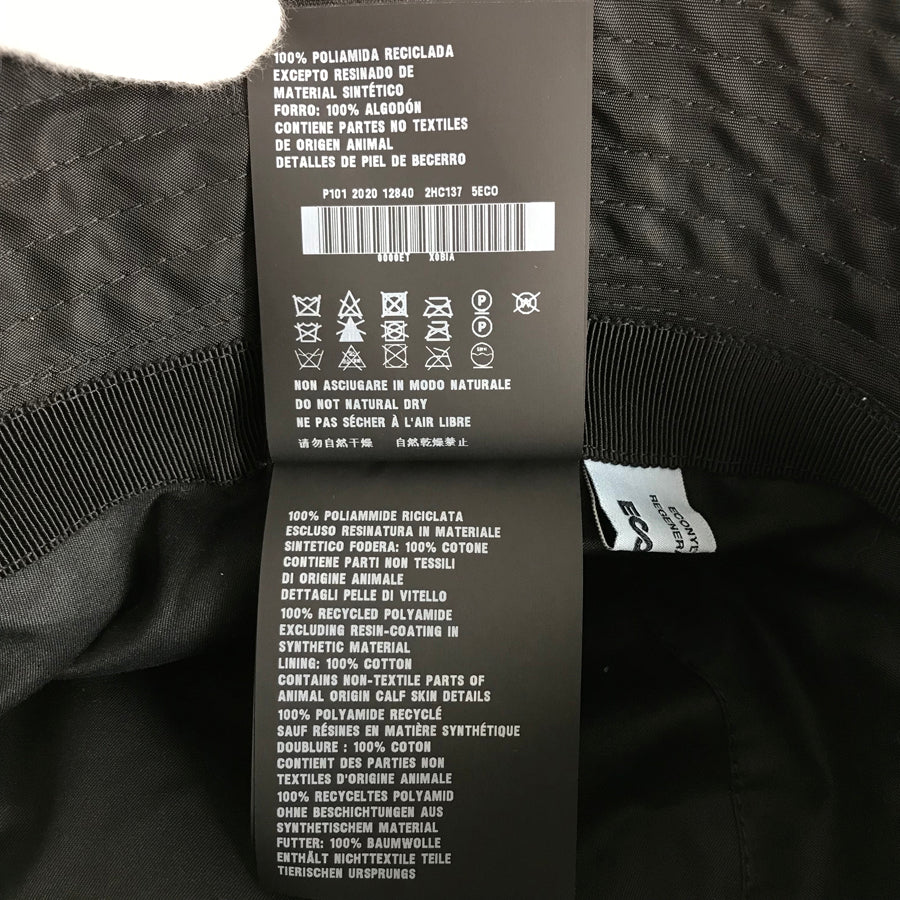 100% POLIAMIDA RECICLADA
EXCEPTO RESINADO DE
MATERIAL SINTÉTICO
FORRO: 100% ALGODÓN
CONTIENE PARTES NO TEXTILES
DE ORIGEN ANIMAL
DETALLES DE PIEL DE BECERRO
P101 2020 12840 2HC137 5ECO
X0BIA
P
W
P
NON ASCIUGARE IN MODO NATURALE
DO NOT NATURAL DRY
NE PAS SÉCHER À L'AIR LIBRE
请勿自然干燥 自然乾燥禁止
100% POLIAMMIDE RICICLATA
ESCLUSO RESINATURA IN MATERIALE
SINTETICO FODERA: 100% COTONE
CONTIENE PARTI NON TESSILI
DI ORIGINE ANIMALE
DETTAGLI PELLE DI VITELLO
100% RECYCLED POLYAMIDE
EXCLUDING RESIN-COATING IN
SYNTHETIC MATERIAL
LINING: 100% COTTON
CONTAINS NON-TEXTILE PARTS OF
ANIMAL ORIGIN CALF SKIN DETAILS
100% POLYAMIDE RECYCLÉ
SAUF RÉSINES EN MATIÈRE SYNTHÉTIQUE
DOUBLURE : 100% COTON
CONTIENT DES PARTIES NON
TEXTILES D'ORIGINE ANIMALE
100% RECYCELTES POLYAMID
OHNE BESCHICHTUNGEN AUS
SYNTHETISCHEM MATERIAL
FUTTER: 100% BAUMWOLLE
ENTHÄLT NICHTTEXTILE TEILE
TIERISCHEN URSPRUNGS
ECO
ECONYL
REGENER